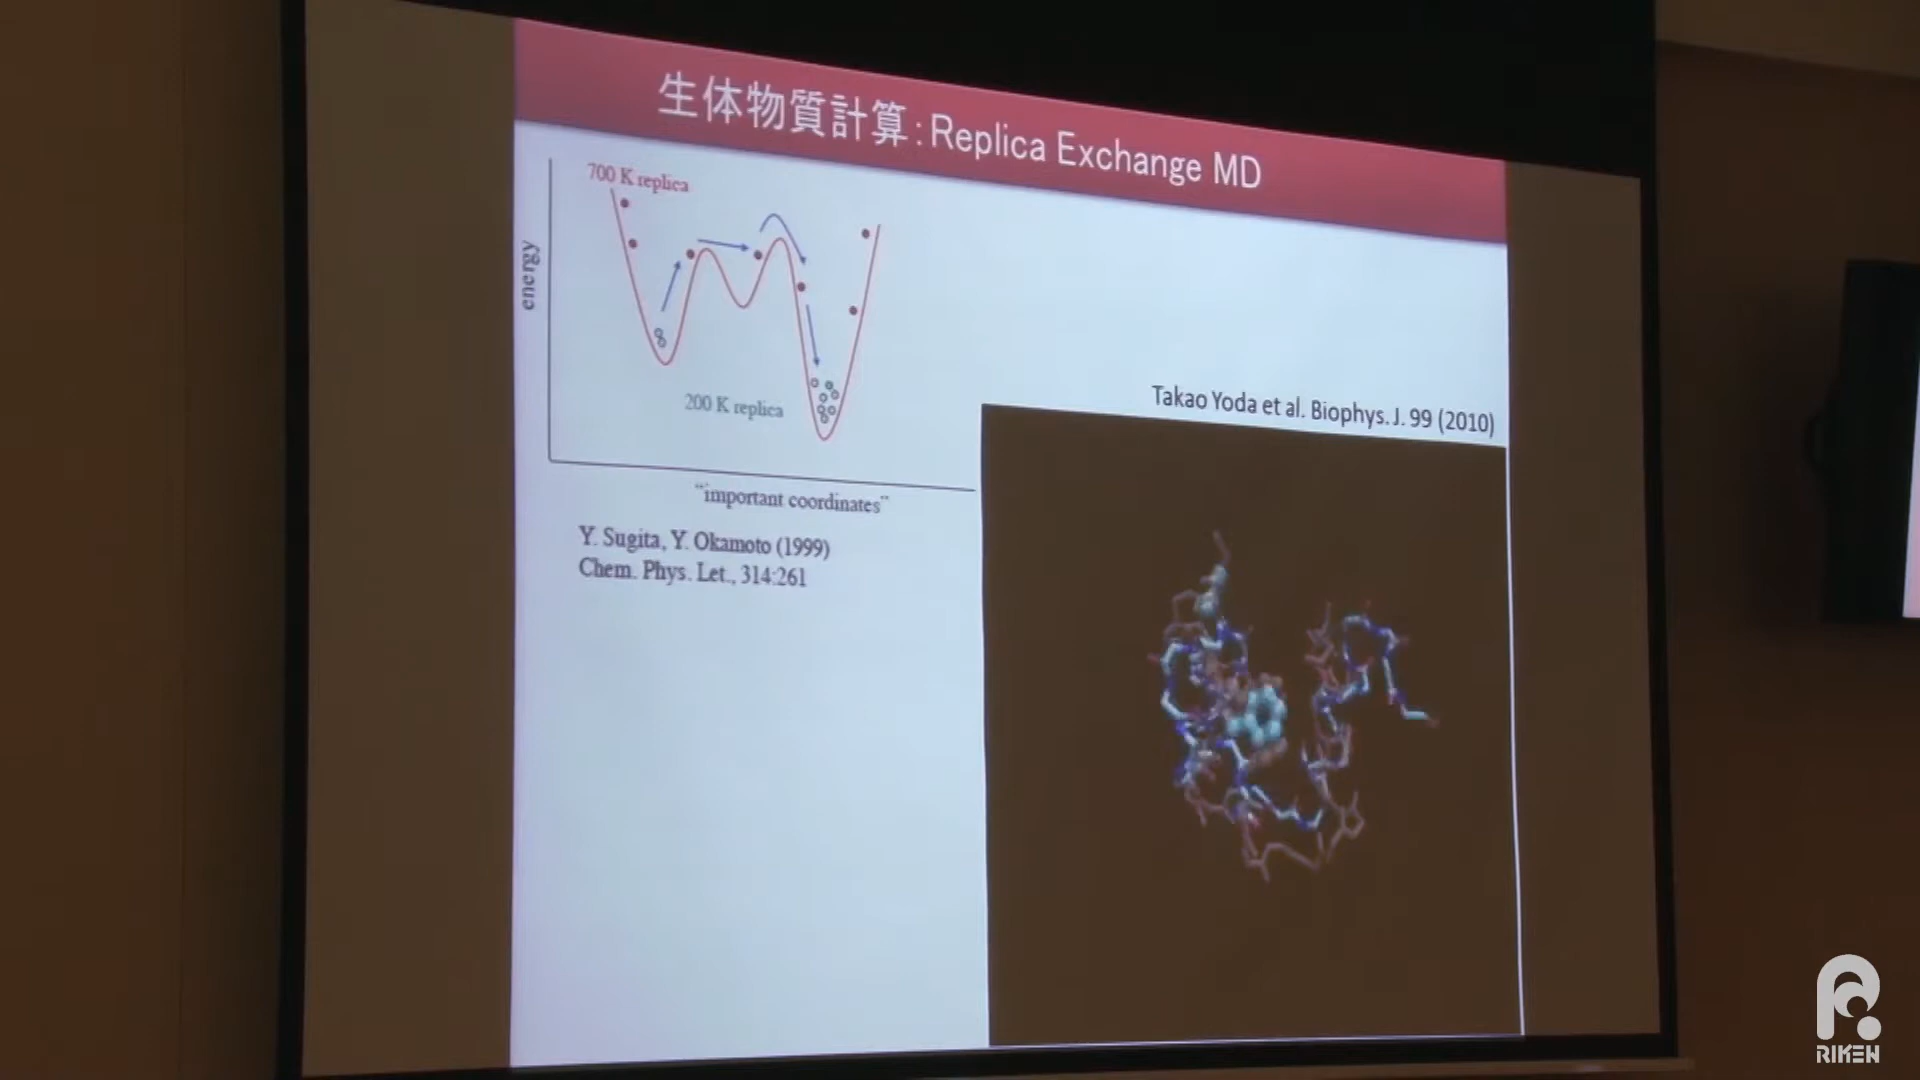 生体物質計算：Replica Exchange MD
700 K replica
energy
200 K replica
“important coordinates”
Y. Sugita, Y. Okamoto (1999)
Chem. Phys. Let., 314:261
Takao Yoda et al. Biophys. J. 99 (2010)
RIKEN